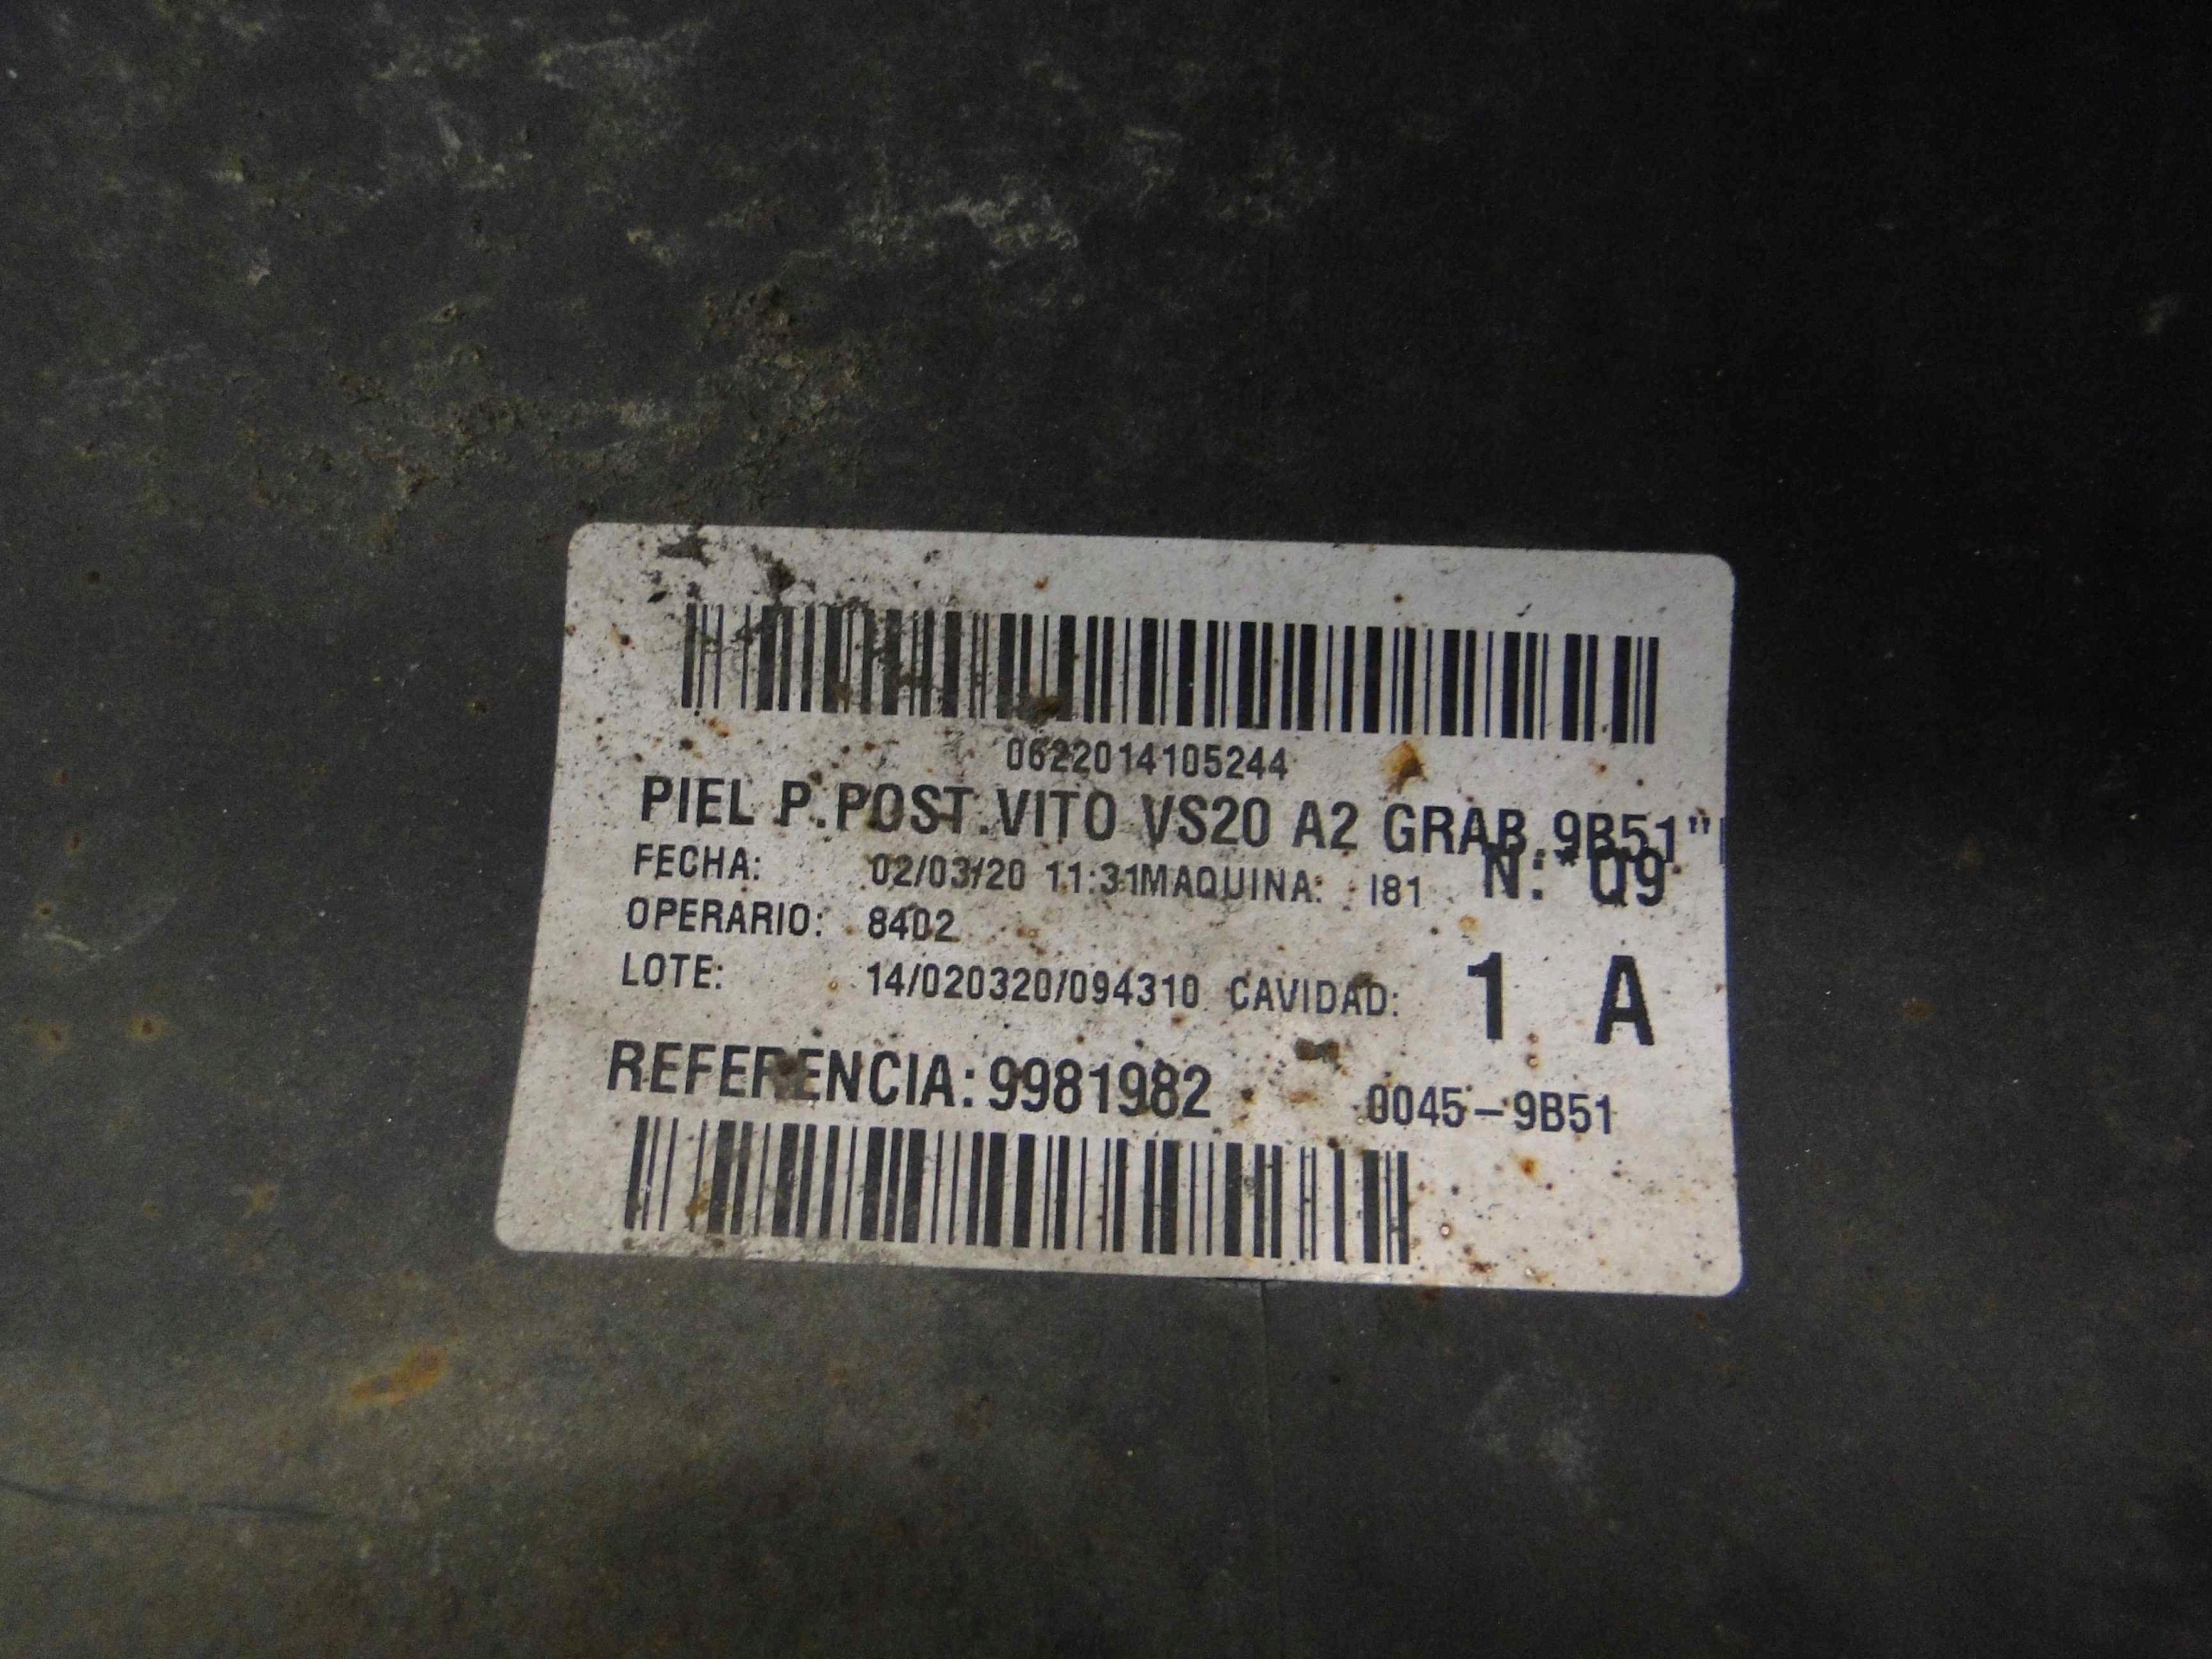 0622014105244
PIEL P.POST.VITO VS20 A2 GRAB.9B51"
FECHA: 02/03/20 11:31MAQUINA: I81 N: Q9
OPERARIO: 8402
LOTE: 14/020320/094310 CAVIDAD: 1 A
REFERENCIA: 9981982 0045-9B51